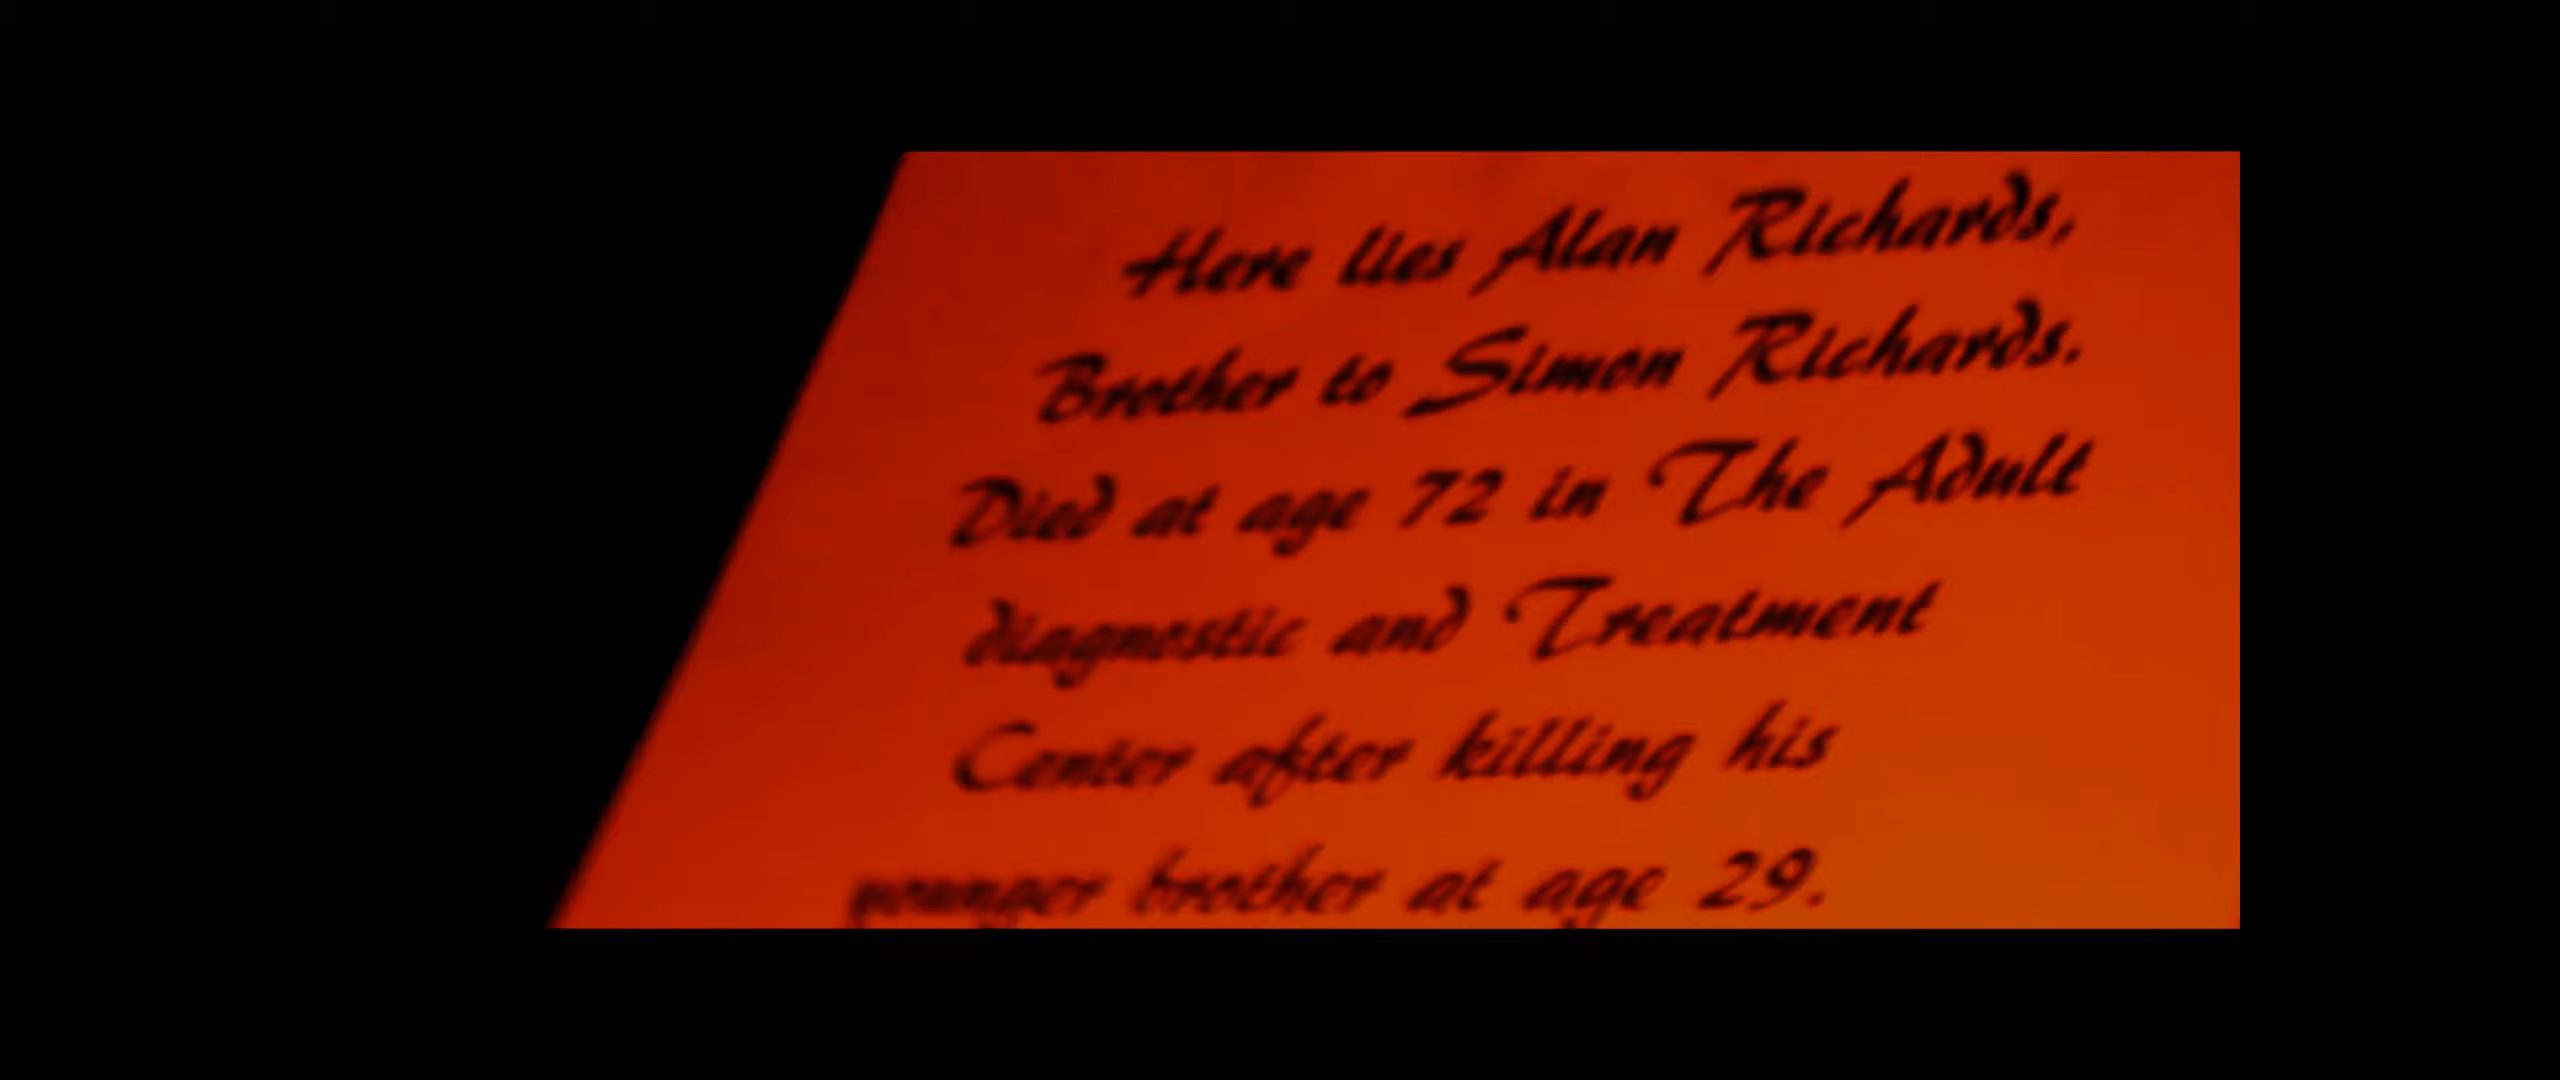 Here lies Alan Richards,
Brother to Simon Richards.
Died at age 72 in The Adult
diagnostic and Treatment
Center after killing his
younger brother at age 29.